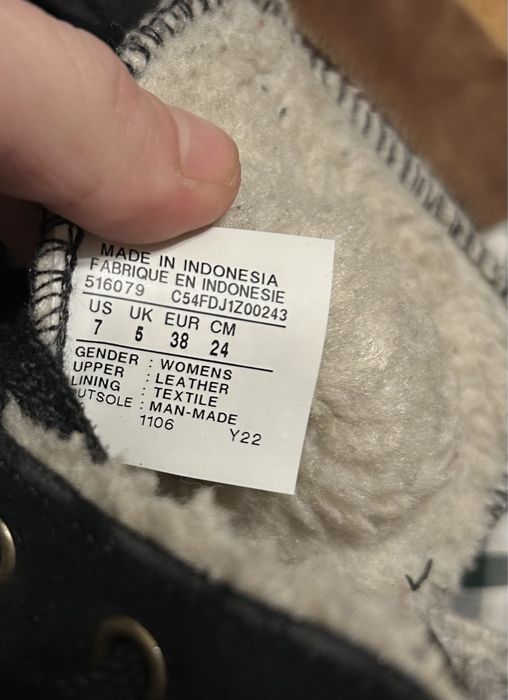 MADE IN INDONESIA
FABRIQUE EN INDONESIE
516079 C54FDJ1Z00243
US UK EUR CM
7 5 38 24
GENDER : WOMENS
UPPER : LEATHER
LINING : TEXTILE
UTSOLE : MAN-MADE
1106 Y22